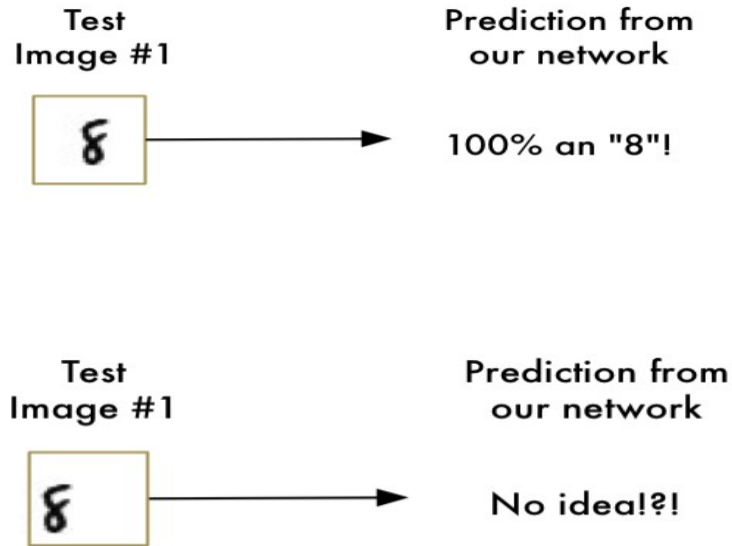 Test
Image #1
Prediction from
our network
8
100% an "8"!
Test
Image #1
Prediction from
our network
8
No idea!?!